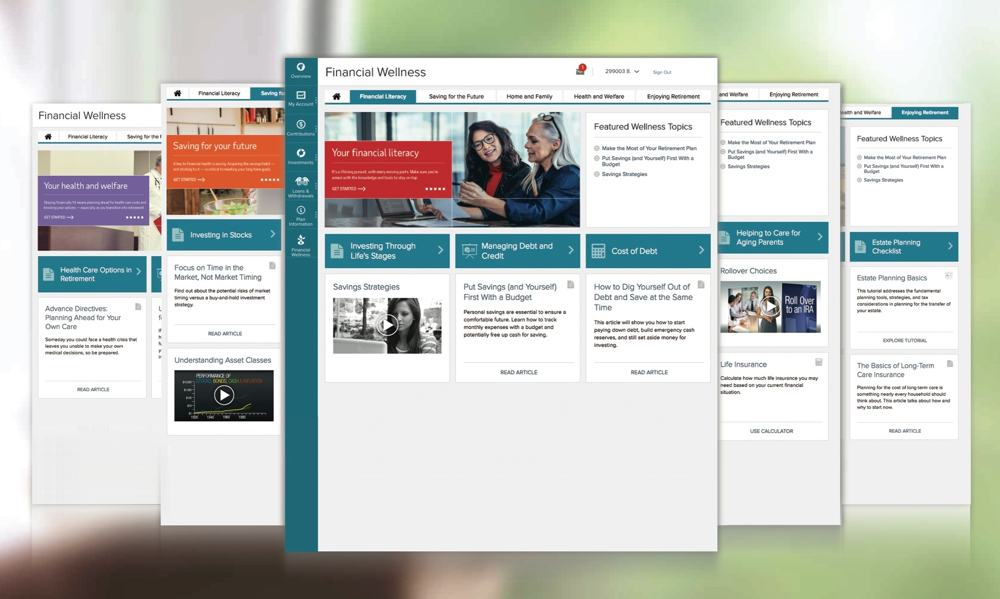 Financial Wellness
Financial Literacy
Saving for the F
Your health and welfare
Staying financially fit means planning ahead for health care costs and
knowing your options — especially as you transition into retirement.
GET STARTED
Health Care Options in
Retirement
Advance Directives:
Planning Ahead for Your
Own Care
Someday you could face a health crisis that
leaves you unable to make your own
medical decisions, so be prepared.
READ ARTICLE
Financial Literacy
Saving fo
Saving for your future
A key to financial health is saving. Acquiring the savings habit —
and sticking to it — is critical to meeting your long-term goals.
GET STARTED
Investing in Stocks
Focus on Time in the
Market, Not Market Timing
Find out about the potential risks of market
timing versus a buy-and-hold investment
strategy.
READ ARTICLE
Understanding Asset Classes
PERFORMANCE OF
STOCKS, BONDS, CASH & INFLATION
$10,000
$1,000
$100
$10
$1
1926 1940 1960 1980
Overview
My Account
Contributions
Investments
Loans &
Withdrawals
Plan
Information
Financial
Wellness
Financial Wellness
1
299003 8.
Sign Out
Financial Literacy
Saving for the Future
Home and Family
Health and Welfare
Enjoying Retirement
Your financial literacy
It's a lifelong pursuit, with many moving parts. Make sure you're
armed with the knowledge and tools to stay on top.
GET STARTED
Featured Wellness Topics
Make the Most of Your Retirement Plan
Put Savings (and Yourself) First With a
Budget
Savings Strategies
Investing Through
Life's Stages
Managing Debt and
Credit
Cost of Debt
Savings Strategies
Put Savings (and Yourself)
First With a Budget
Personal savings are essential to ensure a
comfortable future. Learn how to track
monthly expenses with a budget and
potentially free up cash for saving.
READ ARTICLE
How to Dig Yourself Out of
Debt and Save at the Same
Time
This article will show you how to start
paying down debt, build emergency cash
reserves, and still set aside money for
investing.
READ ARTICLE
and Welfare
Enjoying Retirement
Featured Wellness Topics
Make the Most of Your Retirement Plan
Put Savings (and Yourself) First With a
Budget
Savings Strategies
Helping to Care for
Aging Parents
Rollover Choices
Roll Over
to an IRA
Life Insurance
Calculate how much life insurance you may
need based on your current financial
situation.
USE CALCULATOR
ealth and Welfare
Enjoying Retirement
Featured Wellness Topics
Make the Most of Your Retirement Plan
Put Savings (and Yourself) First With a
Budget
Savings Strategies
Estate Planning
Checklist
Estate Planning Basics
This tutorial addresses the fundamental
planning tools, strategies, and tax
considerations in planning for the transfer of
your estate.
EXPLORE TUTORIAL
The Basics of Long-Term
Care Insurance
Planning for the cost of long-term care is
something nearly every household should
think about. This article talks about how and
why to start now.
READ ARTICLE